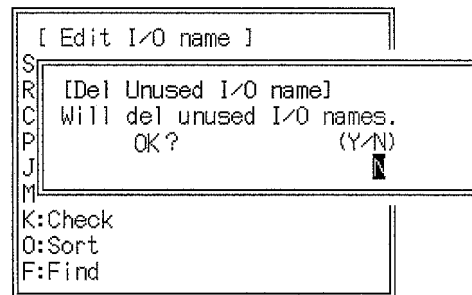 [ Edit I/O name ]
S
R
[Del Unused I/O name]
C
Will del unused I/O names.
P
OK? (Y/N)
J
N
M
K:Check
O:Sort
F:Find